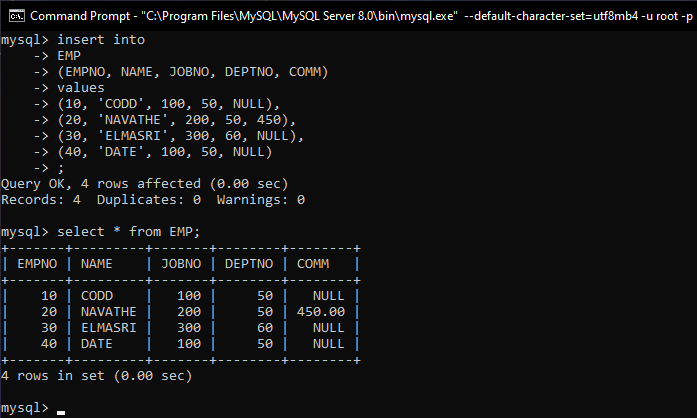 Command Prompt - "C:\Program Files\MySQL\MySQL Server 8.0\bin\mysql.exe"  --default-character-set=utf8mb4 -u root -p
mysql> insert into
    -> EMP
    -> (EMPNO, NAME, JOBNO, DEPTNO, COMM)
    -> values
    -> (10, 'CODD', 100, 50, NULL),
    -> (20, 'NAVATHE', 200, 50, 450),
    -> (30, 'ELMASRI', 300, 60, NULL),
    -> (40, 'DATE', 100, 50, NULL)
    -> ;
Query OK, 4 rows affected (0.00 sec)
Records: 4  Duplicates: 0  Warnings: 0

mysql> select * from EMP;
+-------+---------+-------+--------+--------+
| EMPNO | NAME    | JOBNO | DEPTNO | COMM   |
+-------+---------+-------+--------+--------+
|    10 | CODD    |   100 |     50 |   NULL |
|    20 | NAVATHE |   200 |     50 | 450.00 |
|    30 | ELMASRI |   300 |     60 |   NULL |
|    40 | DATE    |   100 |     50 |   NULL |
+-------+---------+-------+--------+--------+
4 rows in set (0.00 sec)

mysql> _